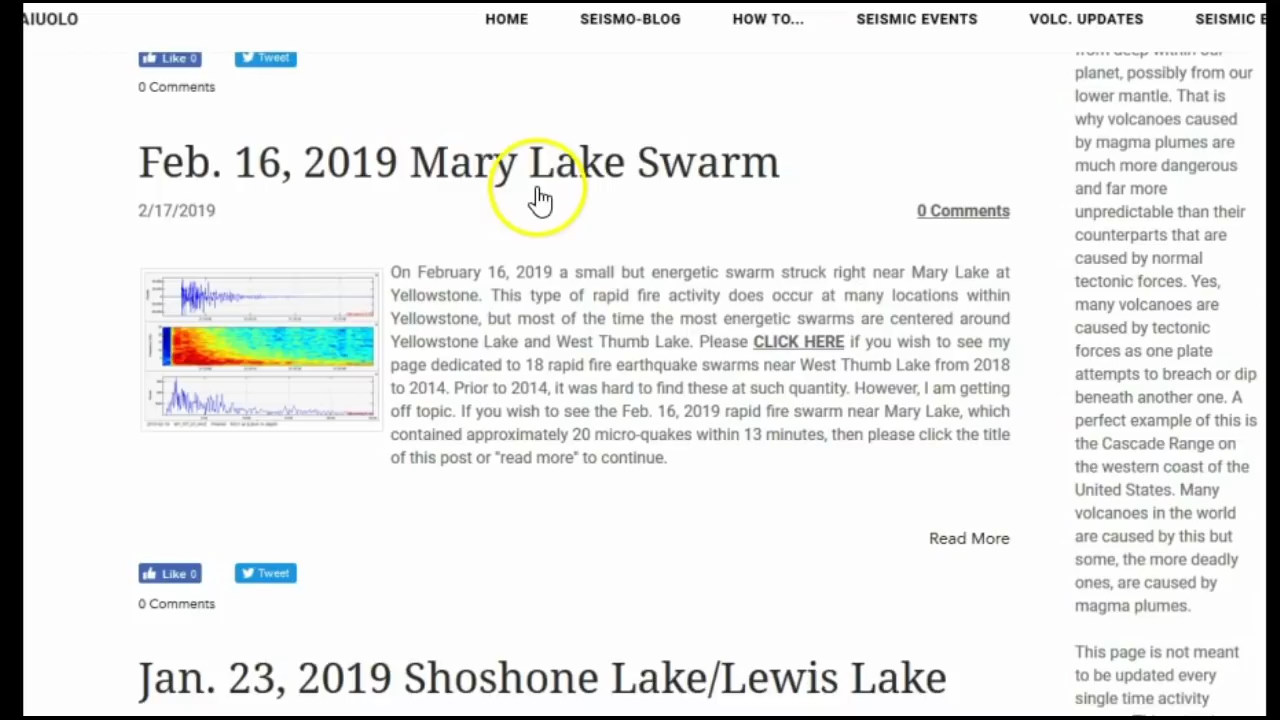 AIUOLO
HOME
SEISMO-BLOG
HOW TO...
SEISMIC EVENTS
VOLC. UPDATES
SEISMIC E
Like 0
Tweet
0 Comments
Feb. 16, 2019 Mary Lake Swarm
2/17/2019
0 Comments
On February 16, 2019 a small but energetic swarm struck right near Mary Lake at
Yellowstone. This type of rapid fire activity does occur at many locations within
Yellowstone, but most of the time the most energetic swarms are centered around
Yellowstone Lake and West Thumb Lake. Please CLICK HERE if you wish to see my
page dedicated to 18 rapid fire earthquake swarms near West Thumb Lake from 2018
to 2014. Prior to 2014, it was hard to find these at such quantity. However, I am getting
off topic. If you wish to see the Feb. 16, 2019 rapid fire swarm near Mary Lake, which
contained approximately 20 micro-quakes within 13 minutes, then please click the title
of this post or "read more" to continue.
Read More
Like 0
Tweet
0 Comments
Jan. 23, 2019 Shoshone Lake/Lewis Lake
from deep within our
planet, possibly from our
lower mantle. That is
why volcanoes caused
by magma plumes are
much more dangerous
and far more
unpredictable than their
counterparts that are
caused by normal
tectonic forces. Yes,
many volcanoes are
caused by tectonic
forces as one plate
attempts to breach or dip
beneath another one. A
perfect example of this is
the Cascade Range on
the western coast of the
United States. Many
volcanoes in the world
are caused by this but
some, the more deadly
ones, are caused by
magma plumes.
This page is not meant
to be updated every
single time activity